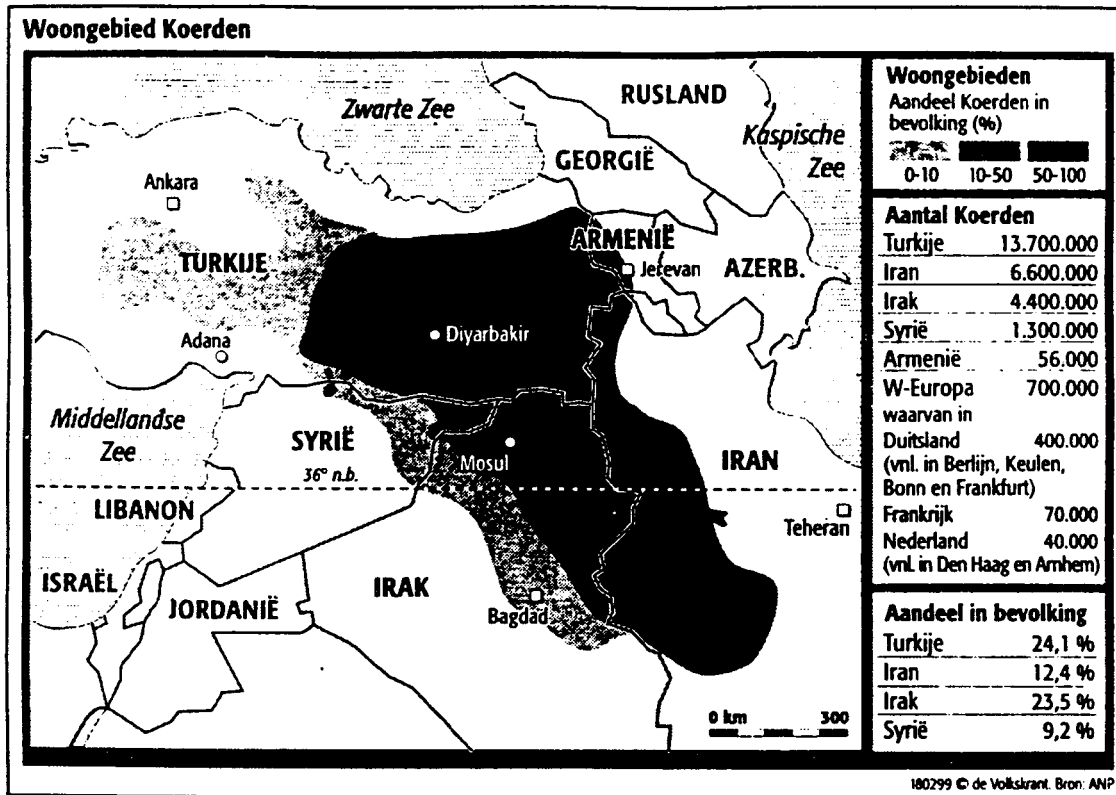 Woongebied Koerden
Zwarte Zee
RUSLAND
Kaspische
Zee
GEORGIË
Ankara
ARMENIË
TURKIJE
Jerevan
AZERB.
Diyarbakir
Adana
Middellandse
Zee
SYRIË
Mosul
IRAN
36° n.b.
LIBANON
Teheran
ISRAËL
IRAK
JORDANIË
Bagdad
0 km 300
Woongebieden
Aandeel Koerden in
bevolking (%)
0-10 10-50 50-100
Aantal Koerden
Turkije 13.700.000
Iran 6.600.000
Irak 4.400.000
Syrië 1.300.000
Armenië 56.000
W-Europa 700.000
waarvan in
Duitsland 400.000
(vnl. in Berlijn, Keulen,
Bonn en Frankfurt)
Frankrijk 70.000
Nederland 40.000
(vnl. in Den Haag en Arnhem)
Aandeel in bevolking
Turkije 24,1 %
Iran 12,4 %
Irak 23,5 %
Syrië 9,2 %
180299 © de Volkskrant. Bron: ANP